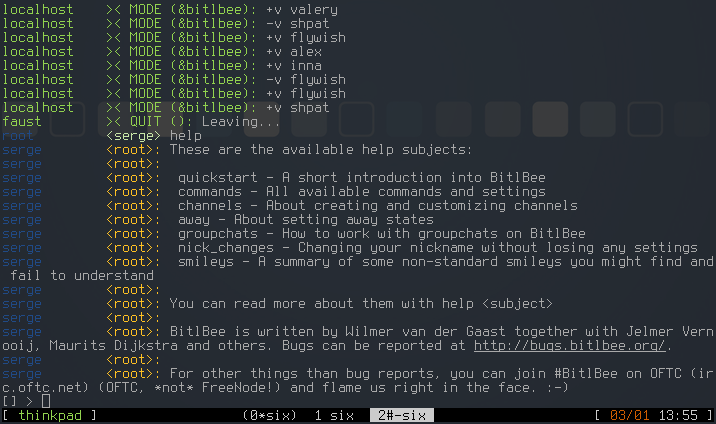 localhost >< MODE (&bitlbee): +v valery
localhost >< MODE (&bitlbee): -v shpat
localhost >< MODE (&bitlbee): +v flywish
localhost >< MODE (&bitlbee): +v alex
localhost >< MODE (&bitlbee): +v inna
localhost >< MODE (&bitlbee): -v flywish
localhost >< MODE (&bitlbee): +v flywish
localhost >< MODE (&bitlbee): +v shpat
faust >< QUIT (): Leaving...
root <serge> help
serge <root>: These are the available help subjects:
serge <root>:
serge <root>:  quickstart - A short introduction into BitlBee
serge <root>:  commands - All available commands and settings
serge <root>:  channels - About creating and customizing channels
serge <root>:  away - About setting away states
serge <root>:  groupchats - How to work with groupchats on BitlBee
serge <root>:  nick_changes - Changing your nickname without losing any settings
serge <root>:  smileys - A summary of some non-standard smileys you might find and
fail to understand
serge <root>:
serge <root>: You can read more about them with help <subject>
serge <root>:
serge <root>: BitlBee is written by Wilmer van der Gaast together with Jelmer Vern
ooij, Maurits Dijkstra and others. Bugs can be reported at http://bugs.bitlbee.org/.
serge <root>:
serge <root>: For other things than bug reports, you can join #BitlBee on OFTC (ir
c.oftc.net) (OFTC, *not* FreeNode!) and flame us right in the face. :-)
[] >
[ thinkpad ] (0*six) 1 six 2#-six [ 03/01 13:55 ]